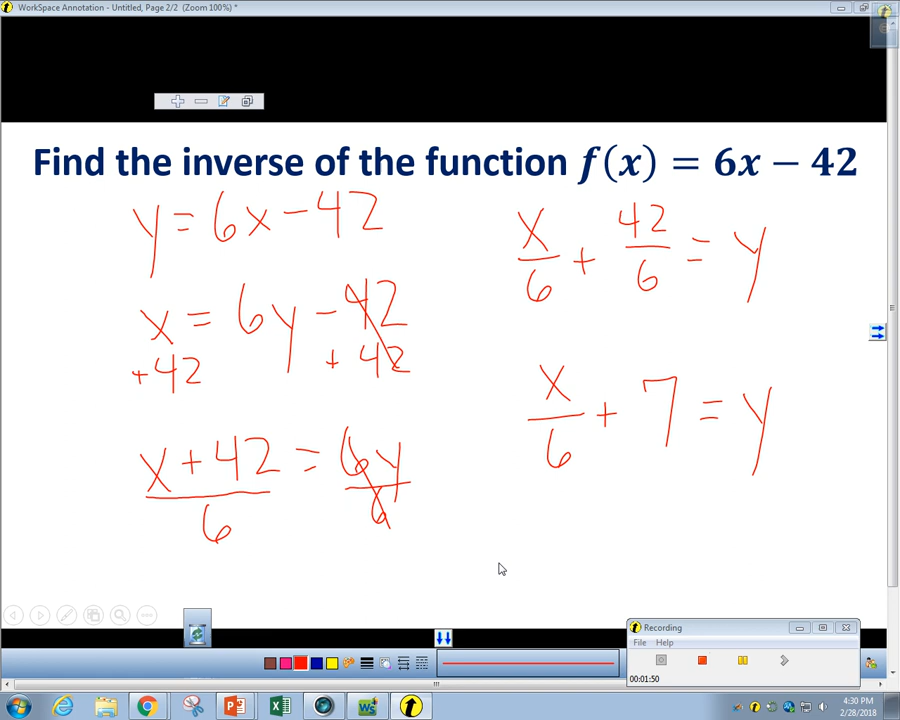 WorkSpace Annotation - Untitled, Page 2/2 (Zoom 100%) *
Find the inverse of the function f(x) = 6x − 42
y = 6x − 42
x = 6y − 42
+42 + 42
x + 42 = 6y
6 6
x/6 + 42/6 = y
x/6 + 7 = y
Recording
File Help
00:01:50
4:30 PM
2/28/2018